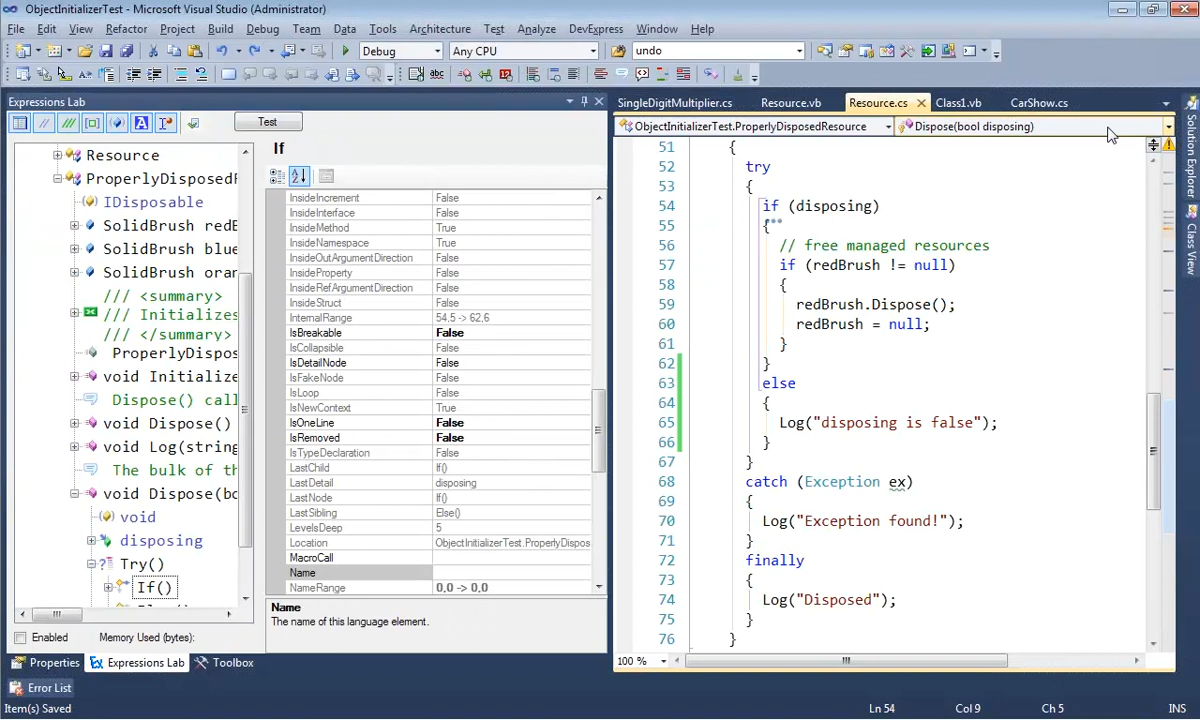 ObjectInitializerTest - Microsoft Visual Studio (Administrator)
File Edit View Refactor Project Build Debug Team Data Tools Architecture Test Analyze DevExpress Window Help
Debug Any CPU undo
Expressions Lab
Test
If
Resource
ProperlyDisposedR
IDisposable
SolidBrush redB
SolidBrush blue
SolidBrush oran
/// <summary>
/// Initializes
/// </summary>
ProperlyDispos
void Initialize
Dispose() call
void Dispose()
void Log(string
The bulk of th
void Dispose(bo
void
disposing
Try()
If()
InsideIncrement False
InsideInterface False
InsideMethod True
InsideNamespace True
InsideOutArgumentDirection False
InsideProperty False
InsideRefArgumentDirection False
InsideStruct False
InternalRange 54,5 -> 62,6
IsBreakable False
IsCollapsible False
IsDetailNode False
IsFakeNode False
IsLoop False
IsNewContext True
IsOneLine False
IsRemoved False
IsTypeDeclaration False
LastChild If()
LastDetail disposing
LastNode If()
LastSibling Else()
LevelsDeep 5
Location ObjectInitializerTest.ProperlyDispos
MacroCall
Name
NameRange 0,0 -> 0,0
Name
The name of this language element.
Enabled Memory Used (bytes):
Properties Expressions Lab Toolbox
SingleDigitMultiplier.cs Resource.vb Resource.cs Class1.vb CarShow.cs
ObjectInitializerTest.ProperlyDisposedResource Dispose(bool disposing)
51 {
52 try
53 {
54 if (disposing)
55 {
56 // free managed resources
57 if (redBrush != null)
58 {
59 redBrush.Dispose();
60 redBrush = null;
61 }
62 }
63 else
64 {
65 Log("disposing is false");
66 }
67 }
68 catch (Exception ex)
69 {
70 Log("Exception found!");
71 }
72 finally
73 {
74 Log("Disposed");
75 }
76 }
100 %
Solution Explorer
Class View
Error List
Item(s) Saved Ln 54 Col 9 Ch 5 INS